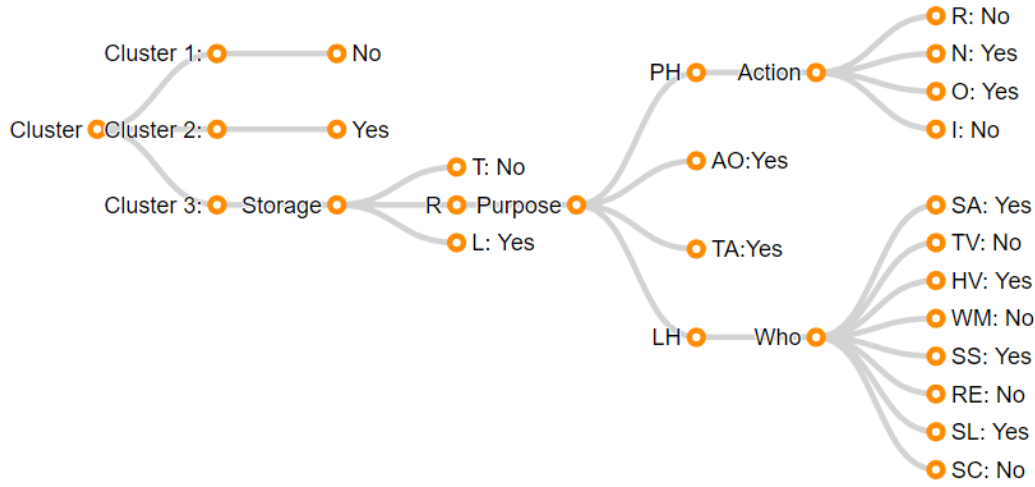 R: No
Cluster 1:
No
N: Yes
PH
Action
O: Yes
Cluster
Cluster 2:
Yes
I: No
AO:Yes
T: No
Cluster 3:
Storage
R
Purpose
SA: Yes
L: Yes
TA:Yes
TV: No
HV: Yes
WM: No
LH
Who
SS: Yes
RE: No
SL: Yes
SC: No